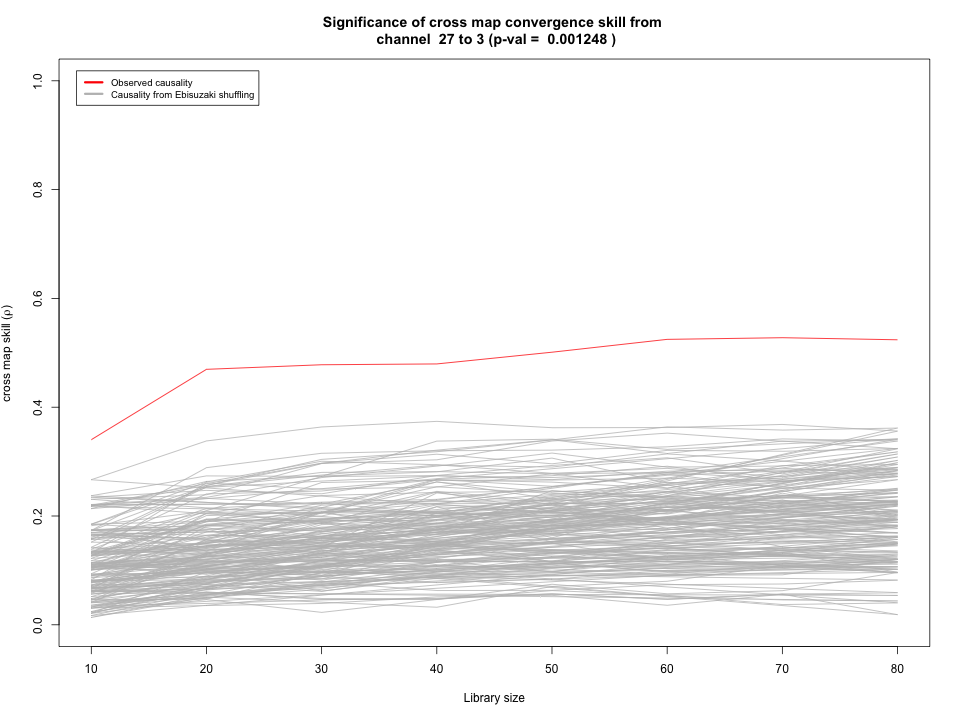 Significance of cross map convergence skill from
channel  27 to 3 (p-val =  0.001248 )
Observed causality
Causality from Ebisuzaki shuffling
cross map skill (ρ)
1.0
0.8
0.6
0.4
0.2
0.0
10 20 30 40 50 60 70 80
Library size